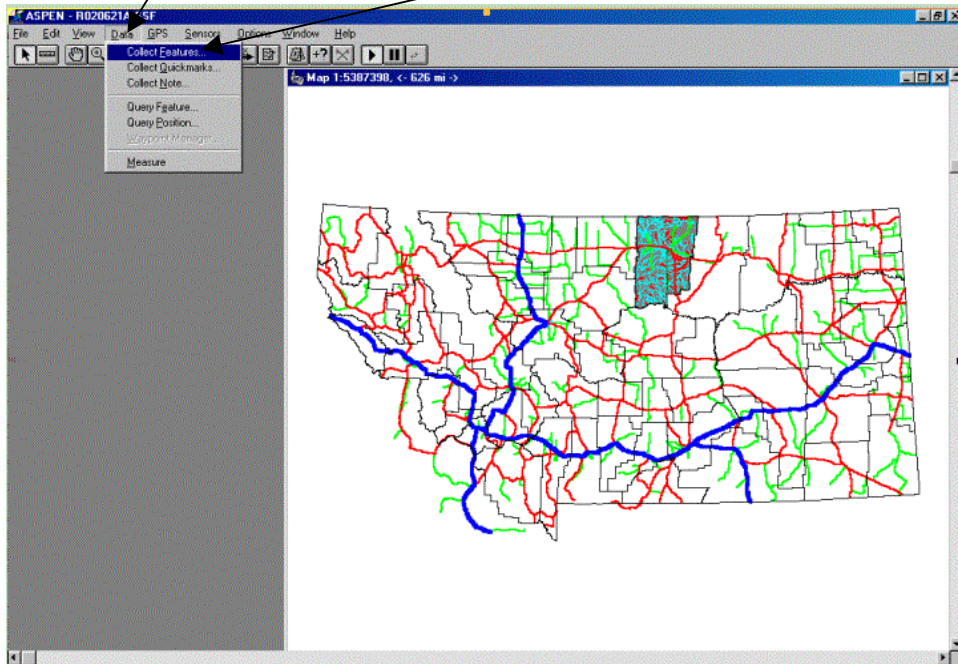 ASPEN - R020621A.SSF
File Edit View Data GPS Sensors Options Window Help
Collect Features...
Collect Quickmarks...
Collect Note...
Query Feature...
Query Position...
Waypoint Manager...
Measure
Map 1:5387398, <- 626 mi ->